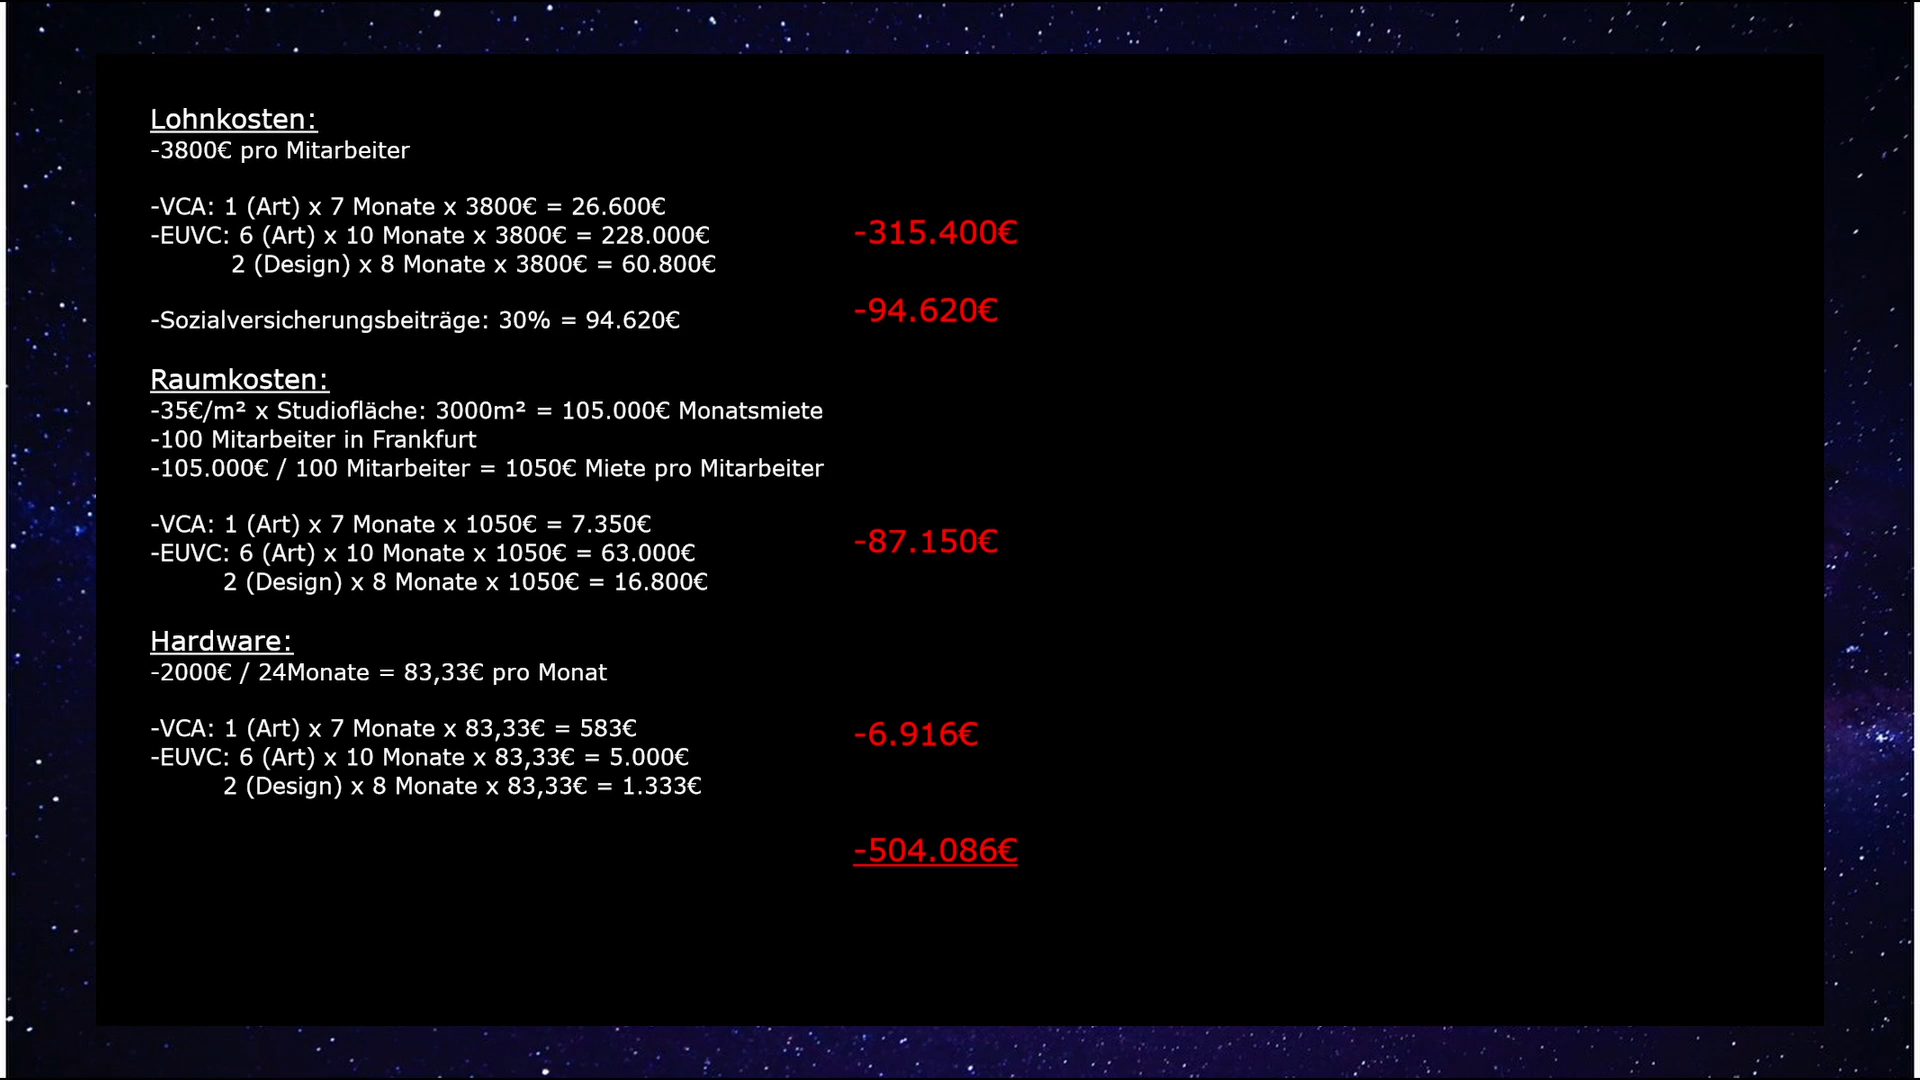 Lohnkosten:
-3800€ pro Mitarbeiter
-VCA: 1 (Art) x 7 Monate x 3800€ = 26.600€
-EUVC: 6 (Art) x 10 Monate x 3800€ = 228.000€
2 (Design) x 8 Monate x 3800€ = 60.800€
-315.400€
-Sozialversicherungsbeiträge: 30% = 94.620€
-94.620€
Raumkosten:
-35€/m² x Studiofläche: 3000m² = 105.000€ Monatsmiete
-100 Mitarbeiter in Frankfurt
-105.000€ / 100 Mitarbeiter = 1050€ Miete pro Mitarbeiter
-VCA: 1 (Art) x 7 Monate x 1050€ = 7.350€
-EUVC: 6 (Art) x 10 Monate x 1050€ = 63.000€
2 (Design) x 8 Monate x 1050€ = 16.800€
-87.150€
Hardware:
-2000€ / 24Monate = 83,33€ pro Monat
-VCA: 1 (Art) x 7 Monate x 83,33€ = 583€
-EUVC: 6 (Art) x 10 Monate x 83,33€ = 5.000€
2 (Design) x 8 Monate x 83,33€ = 1.333€
-6.916€
-504.086€